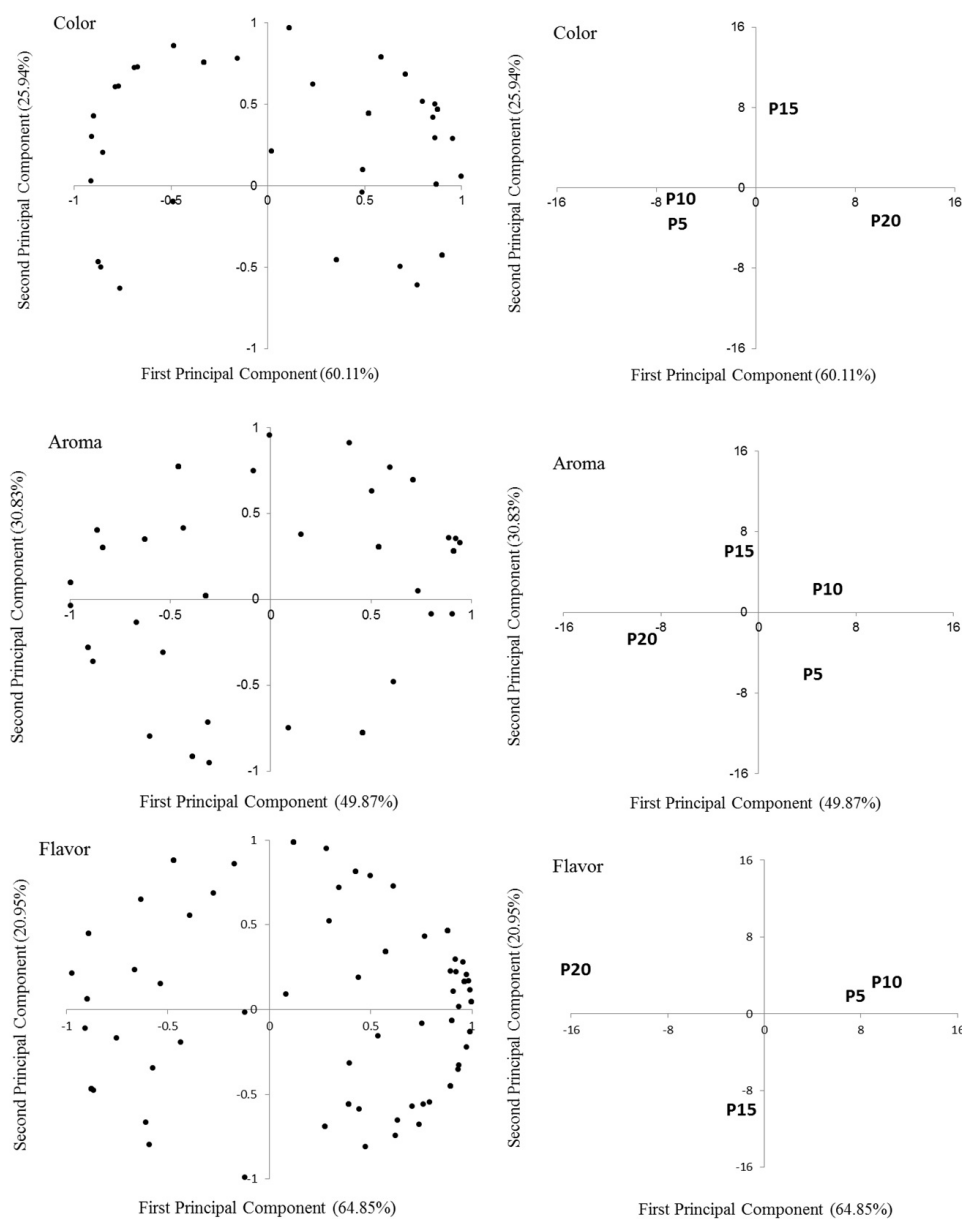 Color
Second Principal Component (25.94%)
1
0.5
0
-1
-0.5
0
0.5
1
-0.5
-1
First Principal Component (60.11%)
Color
Second Principal Component (25.94%)
16
8
0
-16
-8
0
8
16
-8
-16
P15
P10
P5
P20
First Principal Component (60.11%)
Aroma
Second Principal Component (30.83%)
1
0.5
0
-1
-0.5
0
0.5
1
-0.5
-1
First Principal Component (49.87%)
Aroma
Second Principal Component (30.83%)
16
8
0
-16
-8
0
8
16
-8
-16
P15
P10
P20
P5
First Principal Component (49.87%)
Flavor
Second Principal Component (20.95%)
1
0.5
0
-1
-0.5
0
0.5
1
-0.5
-1
First Principal Component (64.85%)
Flavor
Second Principal Component (20.95%)
16
8
0
-16
-8
0
8
16
-8
-16
P20
P10
P5
P15
First Principal Component (64.85%)